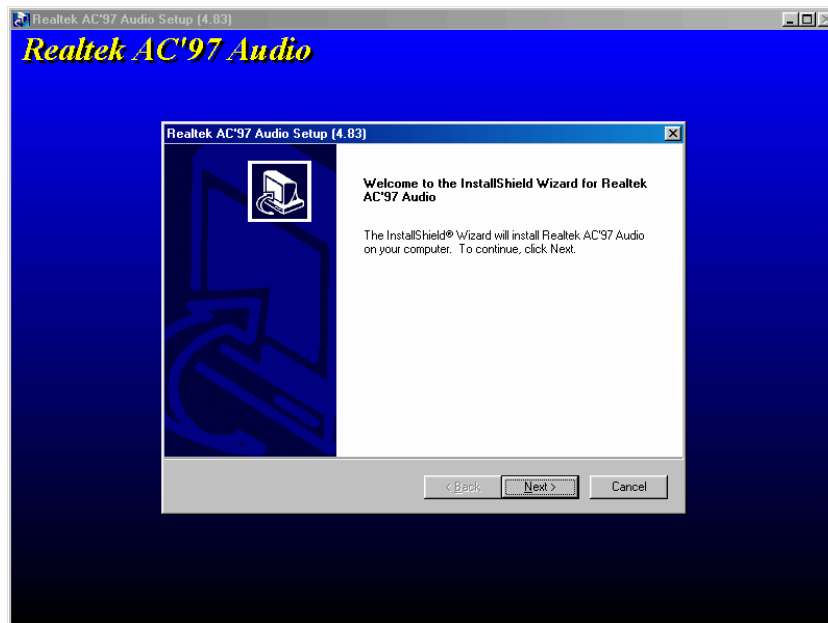 Realtek AC'97 Audio Setup (4.83)
Realtek AC'97 Audio
Realtek AC'97 Audio Setup (4.83)
Welcome to the InstallShield Wizard for Realtek
AC'97 Audio
The InstallShield® Wizard will install Realtek AC'97 Audio
on your computer. To continue, click Next.
< Back
Next >
Cancel